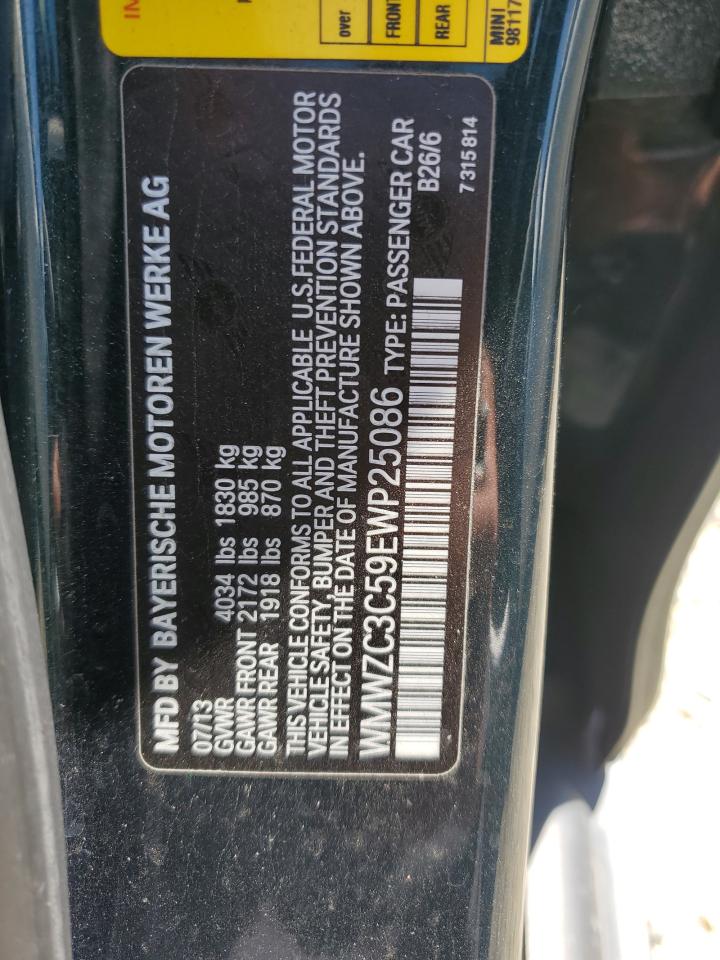 MFD BY BAYERISCHE MOTOREN WERKE AG
07/13
GVWR 4034 lbs 1830 kg
GAWR FRONT 2172 lbs 985 kg
GAWR REAR 1918 lbs 870 kg
THIS VEHICLE CONFORMS TO ALL APPLICABLE U.S.FEDERAL MOTOR
VEHICLE SAFETY, BUMPER AND THEFT PREVENTION STANDARDS
IN EFFECT ON THE DATE OF MANUFACTURE SHOWN ABOVE.
WMWZC3C59EWP25086 TYPE: PASSENGER CAR
B26/6
7315814
over
FRONT
REAR
MINI